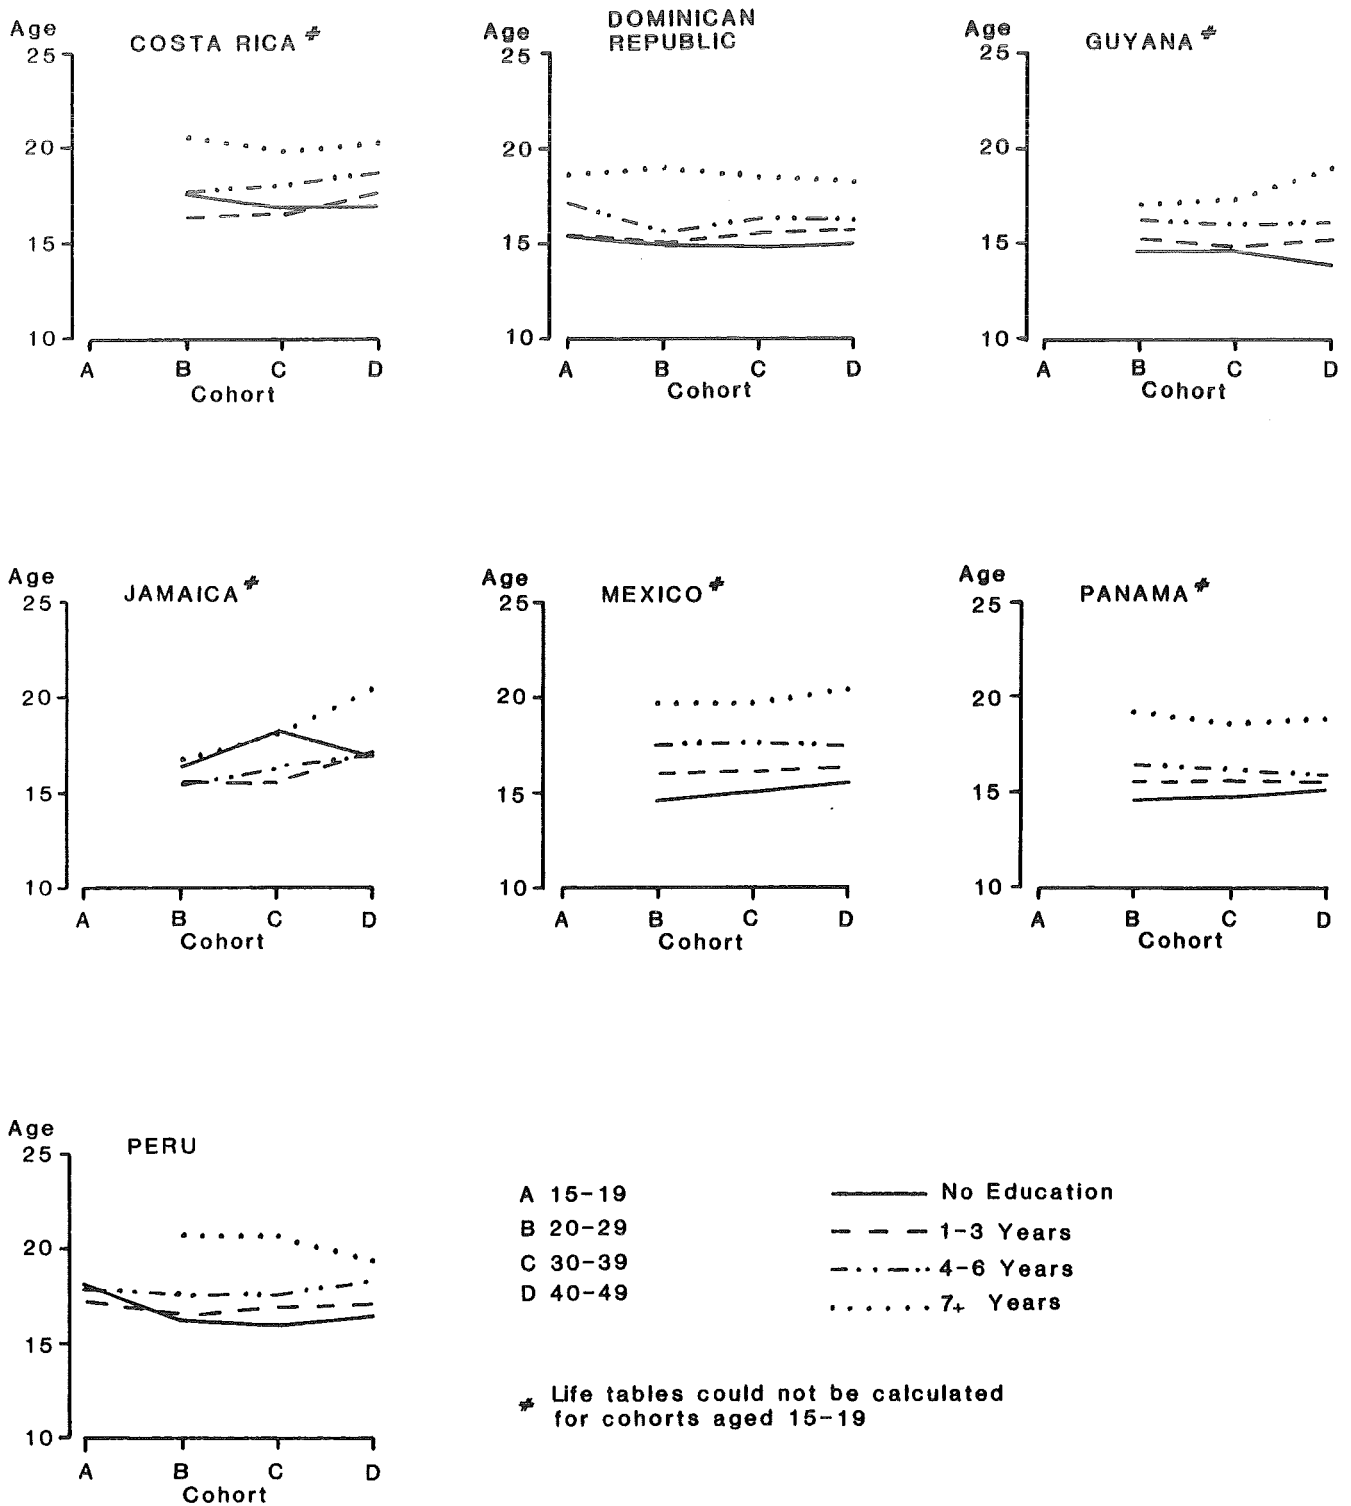 Age
COSTA RICA #
25
20
15
10
A B C D
Cohort
Age
DOMINICAN
REPUBLIC
25
20
15
10
A B C D
Cohort
Age
GUYANA #
25
20
15
10
A B C D
Cohort
Age
JAMAICA #
25
20
15
10
A B C D
Cohort
Age
MEXICO #
25
20
15
10
A B C D
Cohort
Age
PANAMA #
25
20
15
10
A B C D
Cohort
Age
PERU
25
20
15
10
A B C D
Cohort
A 15-19
B 20-29
C 30-39
D 40-49
No Education
1-3 Years
4-6 Years
7+ Years
# Life tables could not be calculated
for cohorts aged 15-19